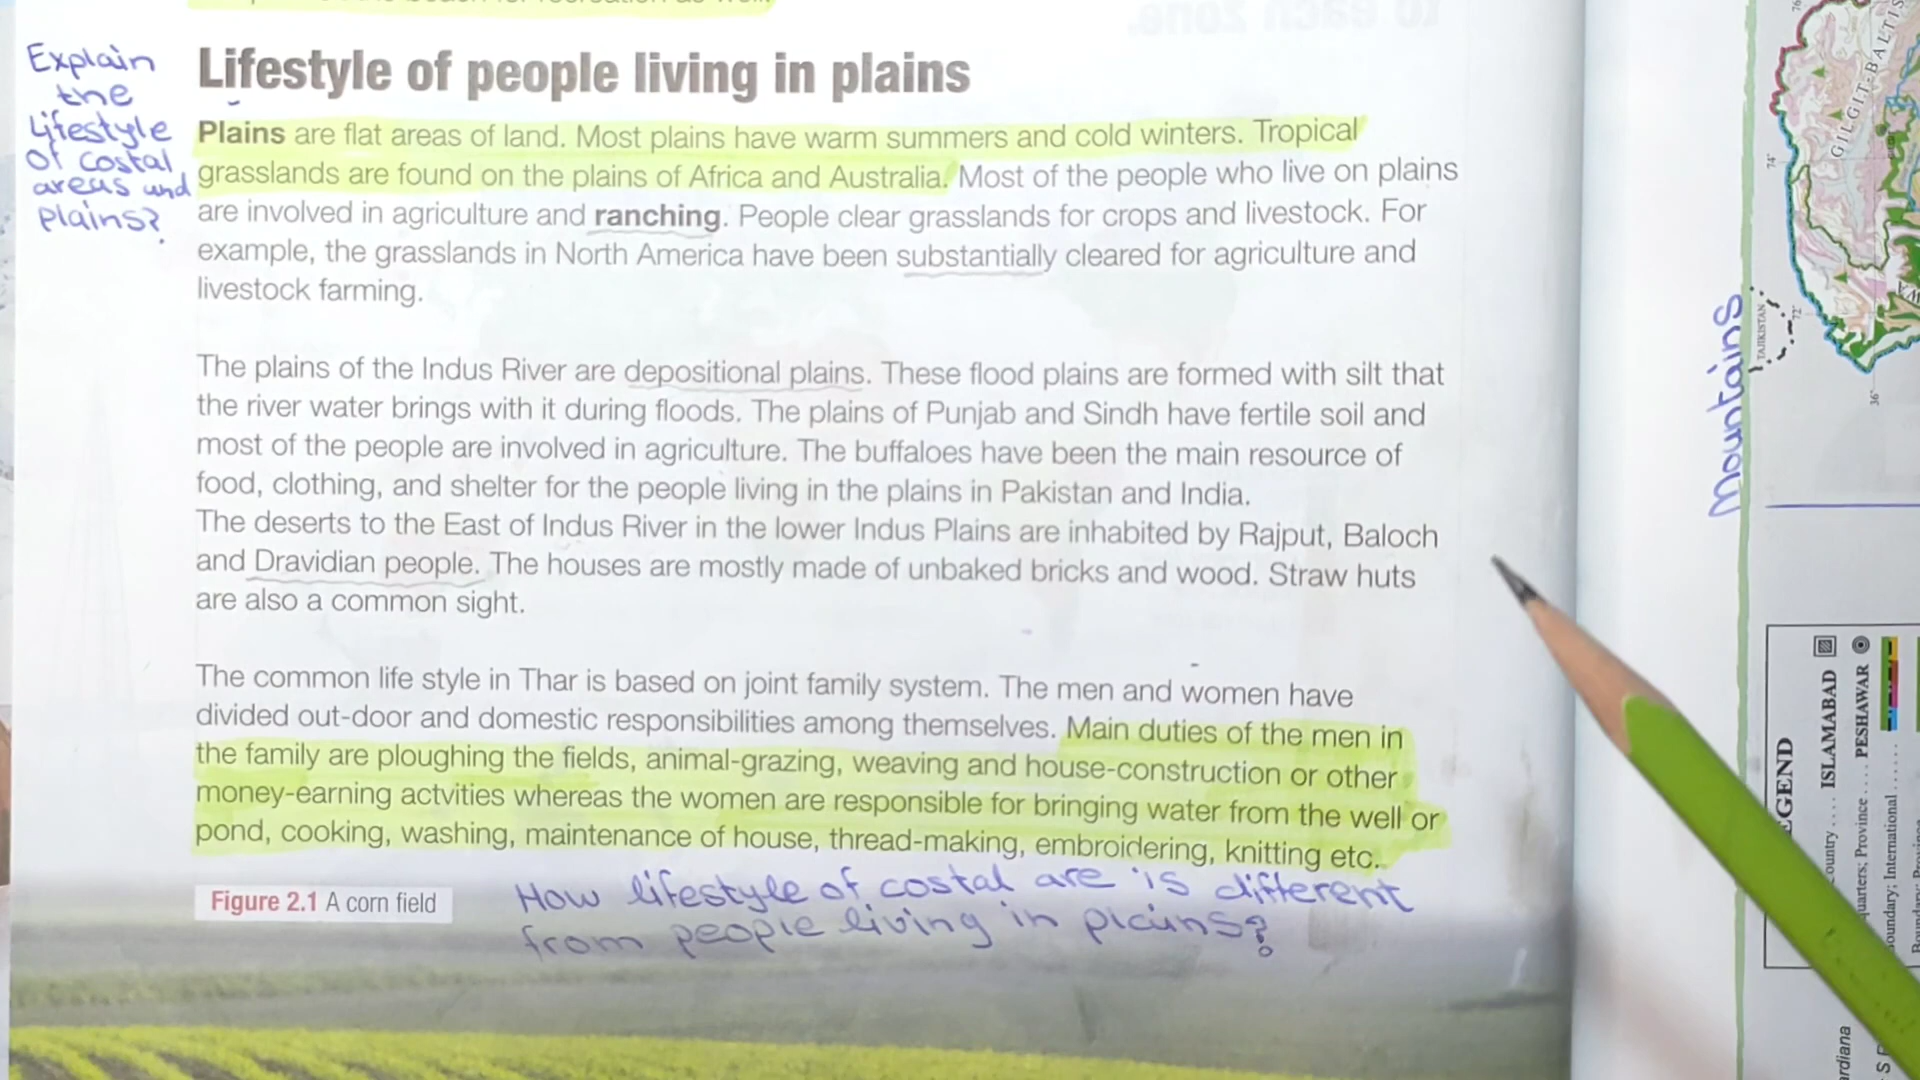 Explain
the
Lifestyle
of costal
areas and
plains?
Lifestyle of people living in plains
Plains are flat areas of land. Most plains have warm summers and cold winters. Tropical
grasslands are found on the plains of Africa and Australia. Most of the people who live on plains
are involved in agriculture and ranching. People clear grasslands for crops and livestock. For
example, the grasslands in North America have been substantially cleared for agriculture and
livestock farming.
The plains of the Indus River are depositional plains. These flood plains are formed with silt that
the river water brings with it during floods. The plains of Punjab and Sindh have fertile soil and
most of the people are involved in agriculture. The buffaloes have been the main resource of
food, clothing, and shelter for the people living in the plains in Pakistan and India.
The deserts to the East of Indus River in the lower Indus Plains are inhabited by Rajput, Baloch
and Dravidian people. The houses are mostly made of unbaked bricks and wood. Straw huts
are also a common sight.
The common life style in Thar is based on joint family system. The men and women have
divided out-door and domestic responsibilities among themselves. Main duties of the men in
the family are ploughing the fields, animal-grazing, weaving and house-construction or other
money-earning actvities whereas the women are responsible for bringing water from the well or
pond, cooking, washing, maintenance of house, thread-making, embroidering, knitting etc.
Figure 2.1 A corn field
How lifestyle of costal are is different
from people living in plains?
Mountains
GILGIT-BALTIS
TAJIKISTAN
74°
72°
36°
ISLAMABAD
PESHAWAR
Province
International